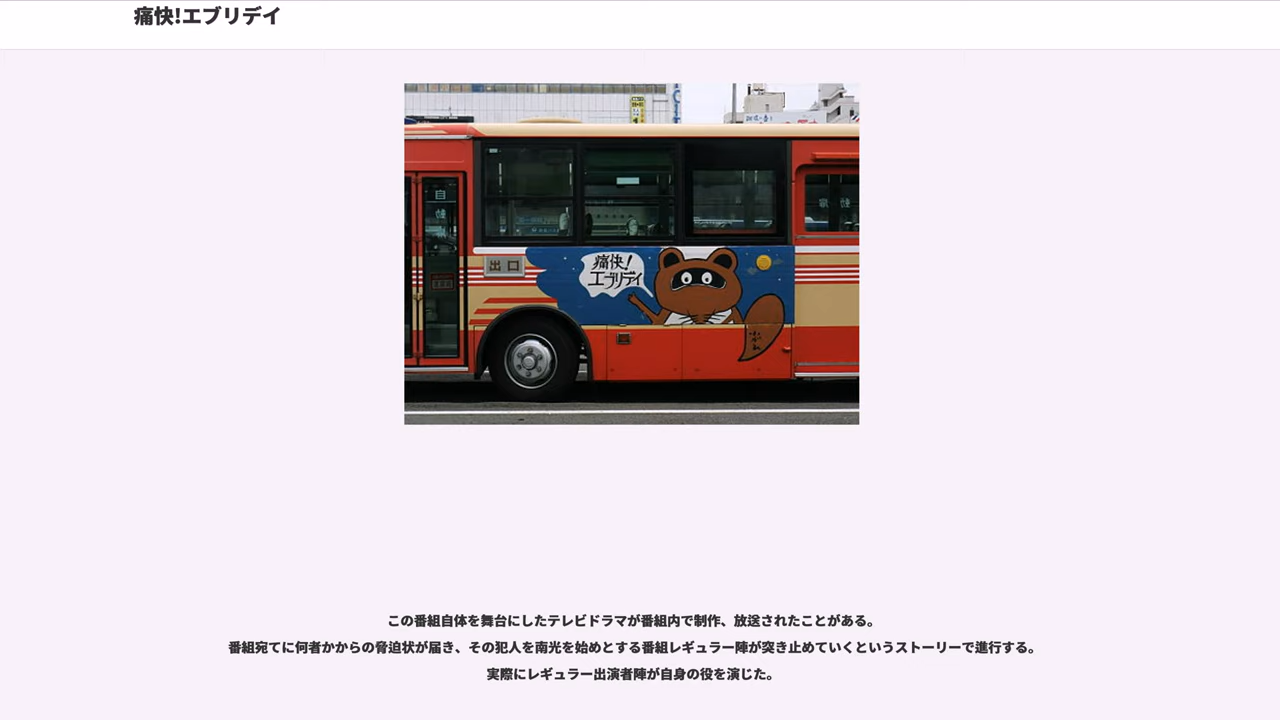 痛快!エブリデイ
痛快!
エブリデイ
出口
自
動
この番組自体を舞台にしたテレビドラマが番組内で制作、放送されたことがある。
番組宛てに何者かからの脅迫状が届き、その犯人を南光を始めとする番組レギュラー陣が突き止めていくというストーリーで進行する。
実際にレギュラー出演者陣が自身の役を演じた。